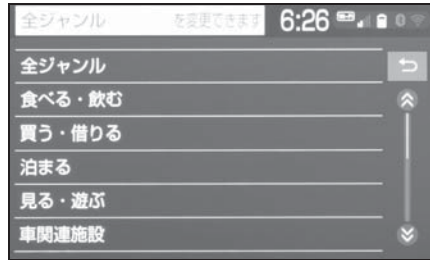 全ジャンル を変更できます 6:26
全ジャンル
食べる・飲む
買う・借りる
泊まる
見る・遊ぶ
車関連施設